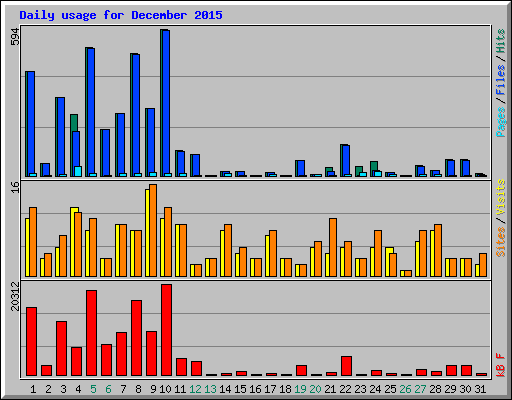 Daily usage for December 2015
594
Pages / Files / Hits
16
Sites / Visits
20312
kB F
1 2 3 4 5 6 7 8 9 10 11 12 13 14 15 16 17 18 19 20 21 22 23 24 25 26 27 28 29 30 31